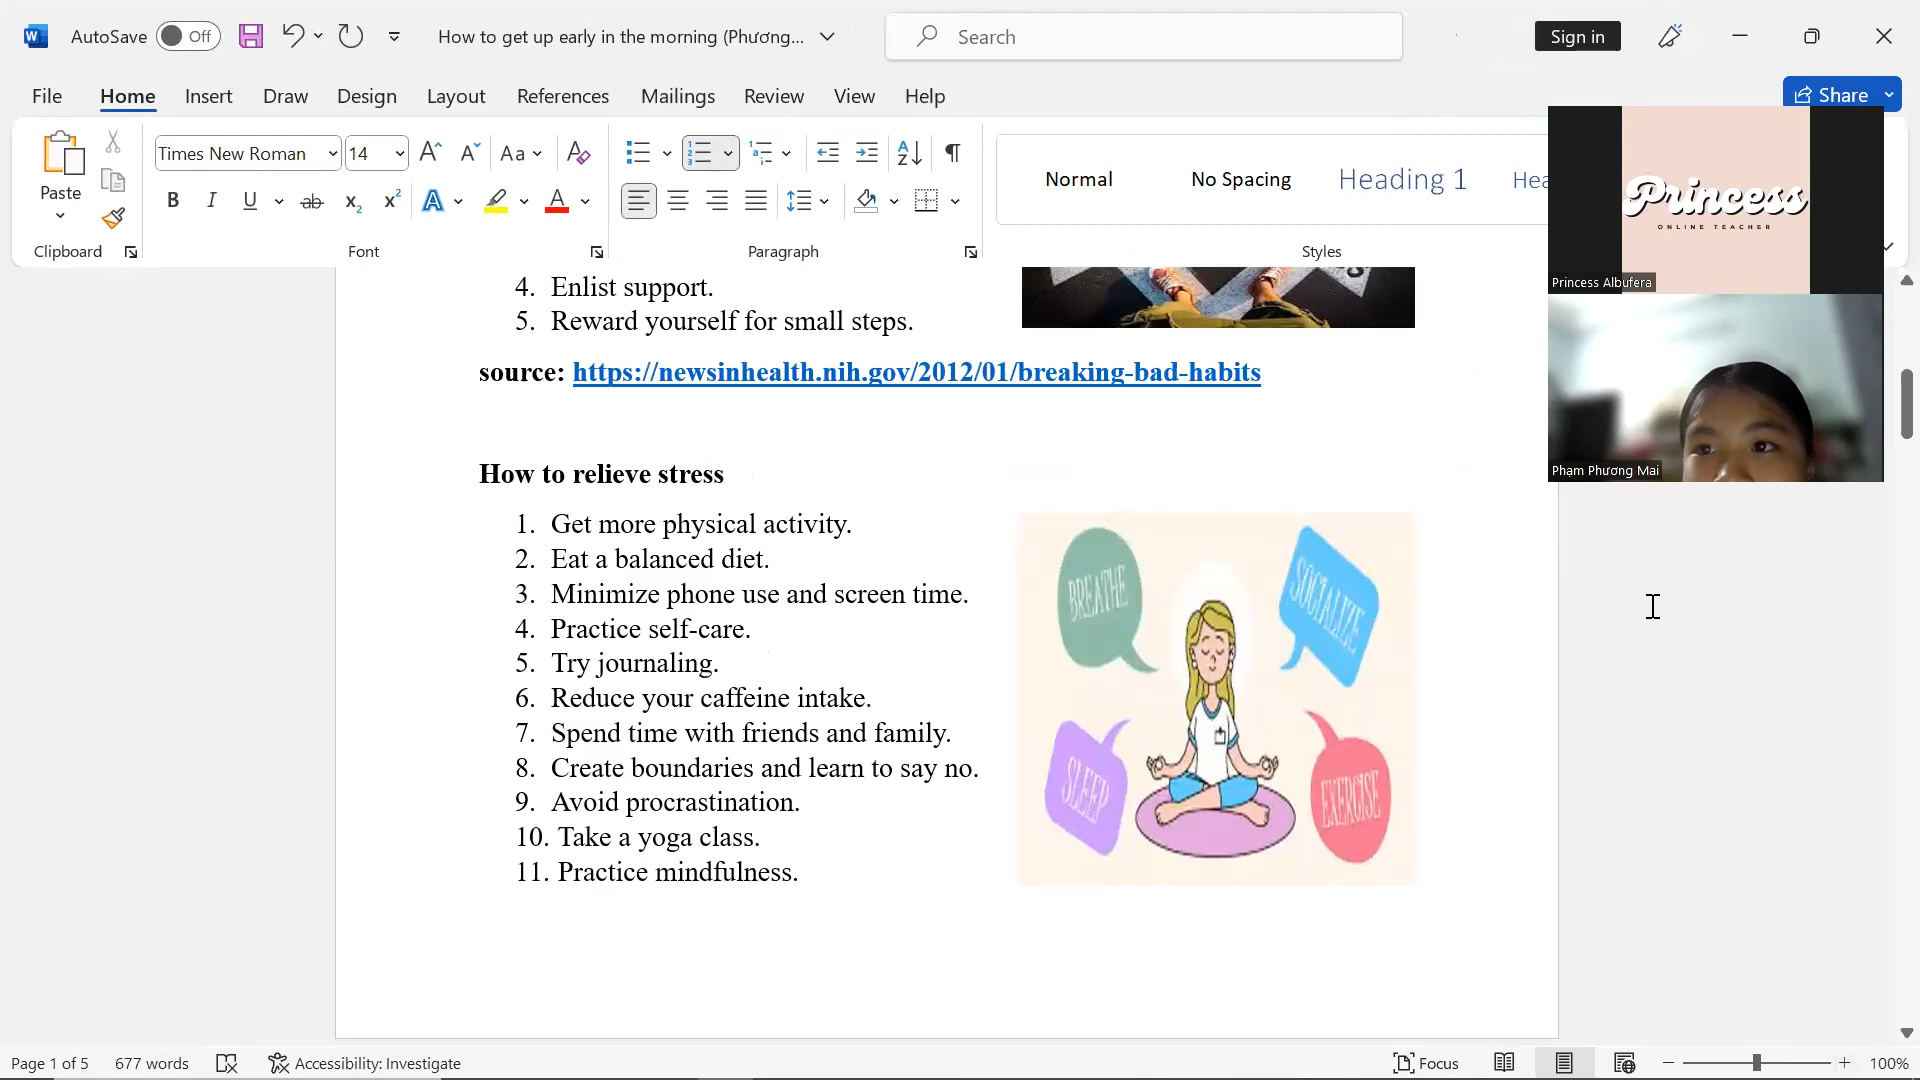 AutoSave Off How to get up early in the morning (Phương... Search Sign in
File Home Insert Draw Design Layout References Mailings Review View Help Share
Times New Roman 14 Aa
Paste
B I U ab x₂ x² A A
Normal No Spacing Heading 1 Hea
Clipboard Font Paragraph Styles
Princess
ONLINE TEACHER
Princess Albufera
Phạm Phương Mai
4. Enlist support.
5. Reward yourself for small steps.
source: https://newsinhealth.nih.gov/2012/01/breaking-bad-habits
How to relieve stress
1. Get more physical activity.
2. Eat a balanced diet.
3. Minimize phone use and screen time.
4. Practice self-care.
5. Try journaling.
6. Reduce your caffeine intake.
7. Spend time with friends and family.
8. Create boundaries and learn to say no.
9. Avoid procrastination.
10. Take a yoga class.
11. Practice mindfulness.
BREATHE
SOCIALIZE
SLEEP
EXERCISE
Page 1 of 5 677 words Accessibility: Investigate Focus 100%